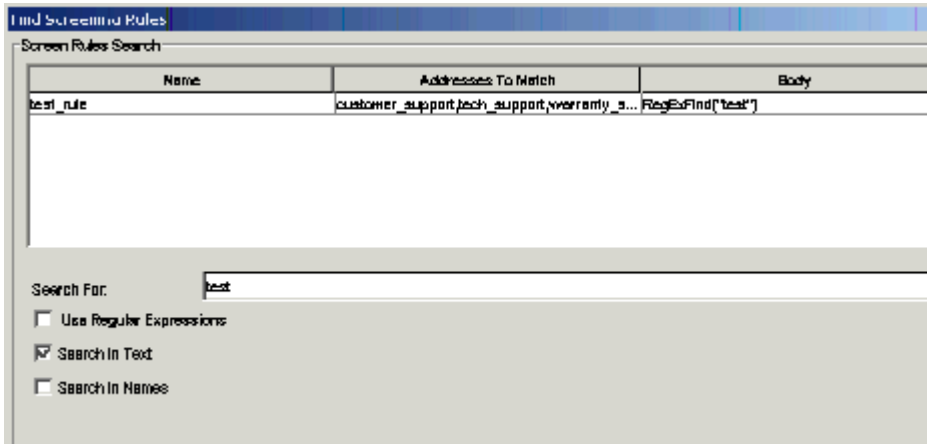 Find Screening Rules
Screen Rules Search
Name Addresses To Match Body
test_rule customer_support,tech_support,warranty_s... RegExFind("test")
Search For: test
Use Regular Expressions
Search in Text
Search in Names